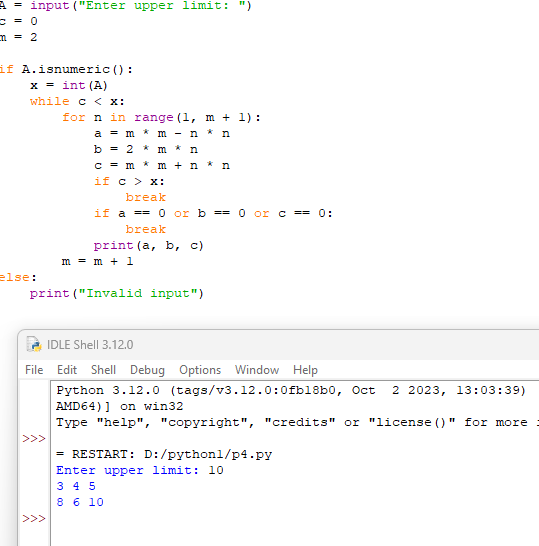 A = input("Enter upper limit: ")
c = 0
m = 2
if A.isnumeric():
x = int(A)
while c < x:
for n in range(1, m + 1):
a = m * m - n * n
b = 2 * m * n
c = m * m + n * n
if c > x:
break
if a == 0 or b == 0 or c == 0:
break
print(a, b, c)
m = m + 1
else:
print("Invalid input")
IDLE Shell 3.12.0
File Edit Shell Debug Options Window Help
Python 3.12.0 (tags/v3.12.0:0fb18b0, Oct 2 2023, 13:03:39)
AMD64)] on win32
Type "help", "copyright", "credits" or "license()" for more
>>>
= RESTART: D:/python1/p4.py
Enter upper limit: 10
3 4 5
8 6 10
>>>